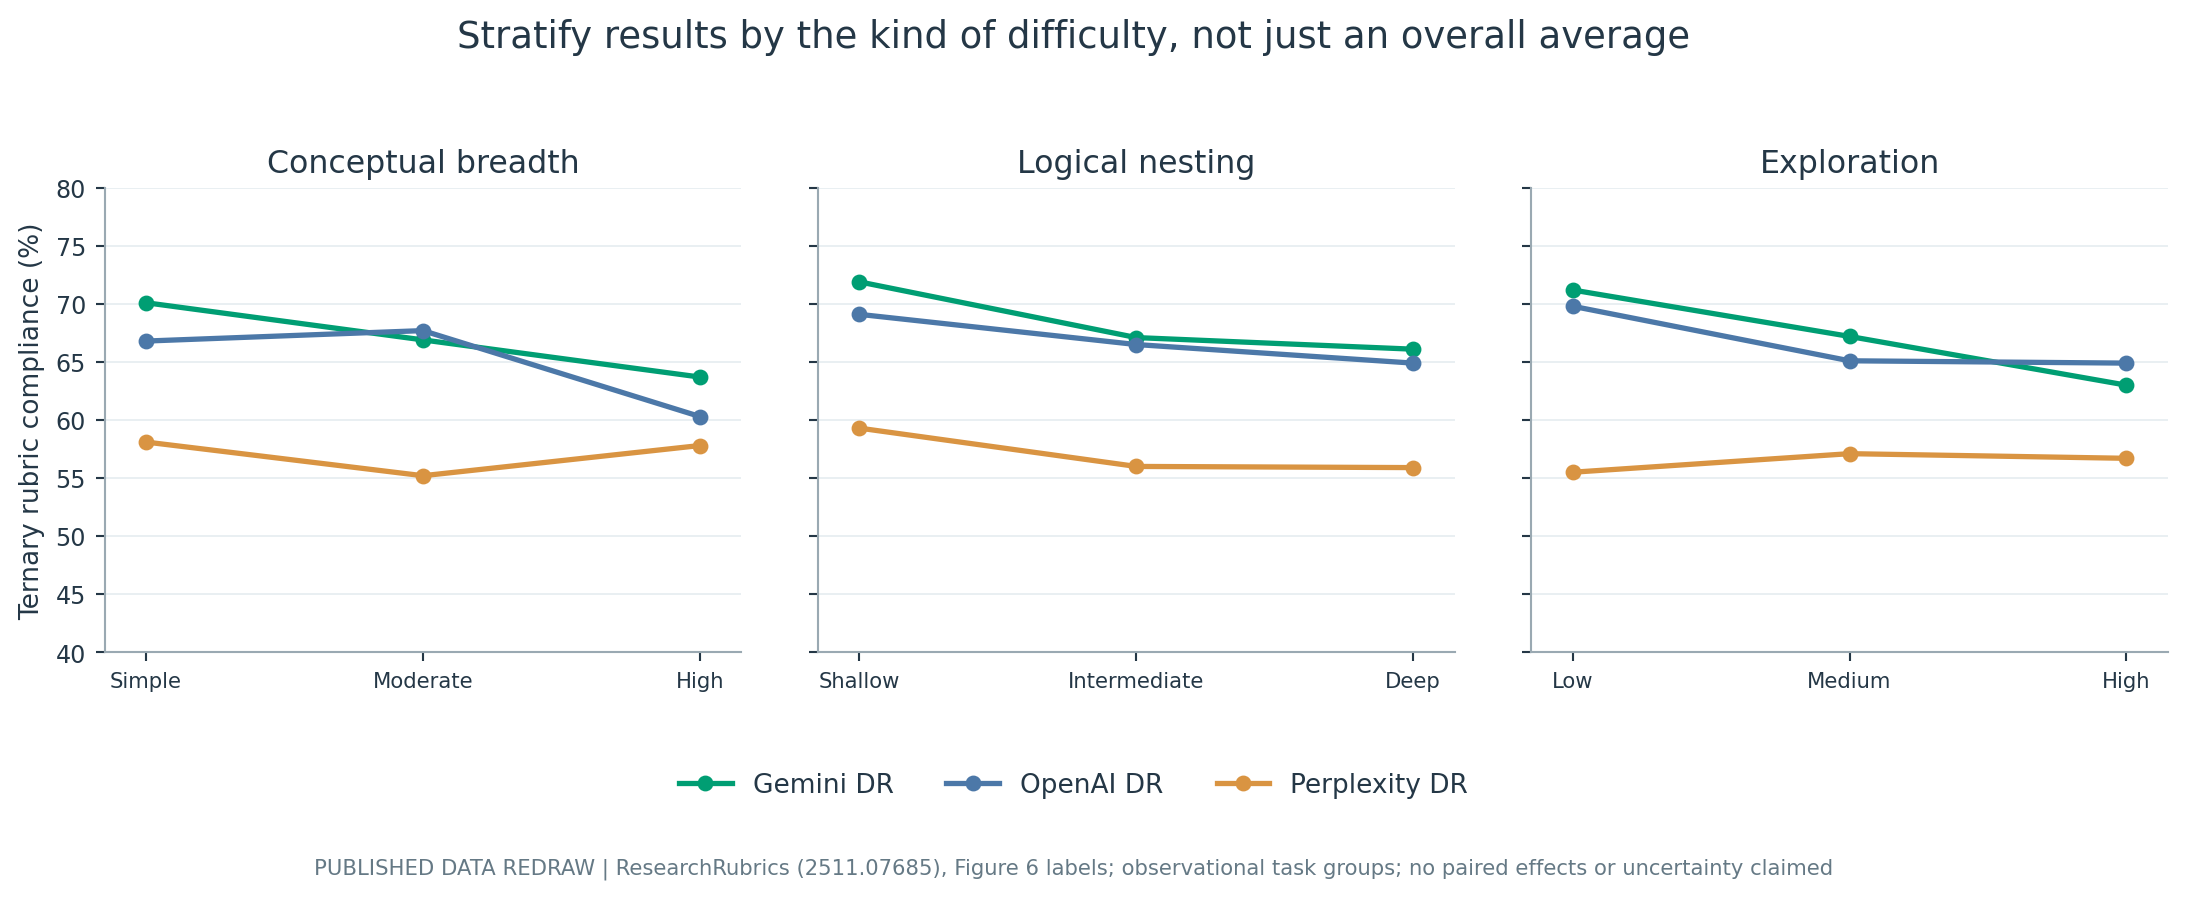 Stratify results by the kind of difficulty, not just an overall average
Conceptual breadth
Logical nesting
Exploration
Ternary rubric compliance (%)
80
75
70
65
60
55
50
45
40
Simple
Moderate
High
Shallow
Intermediate
Deep
Low
Medium
High
Gemini DR
OpenAI DR
Perplexity DR
PUBLISHED DATA REDRAW | ResearchRubrics (2511.07685), Figure 6 labels; observational task groups; no paired effects or uncertainty claimed